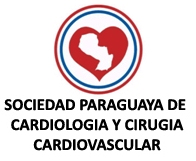 SOCIEDAD PARAGUAYA DE
CARDIOLOGIA Y CIRUGIA
CARDIOVASCULAR